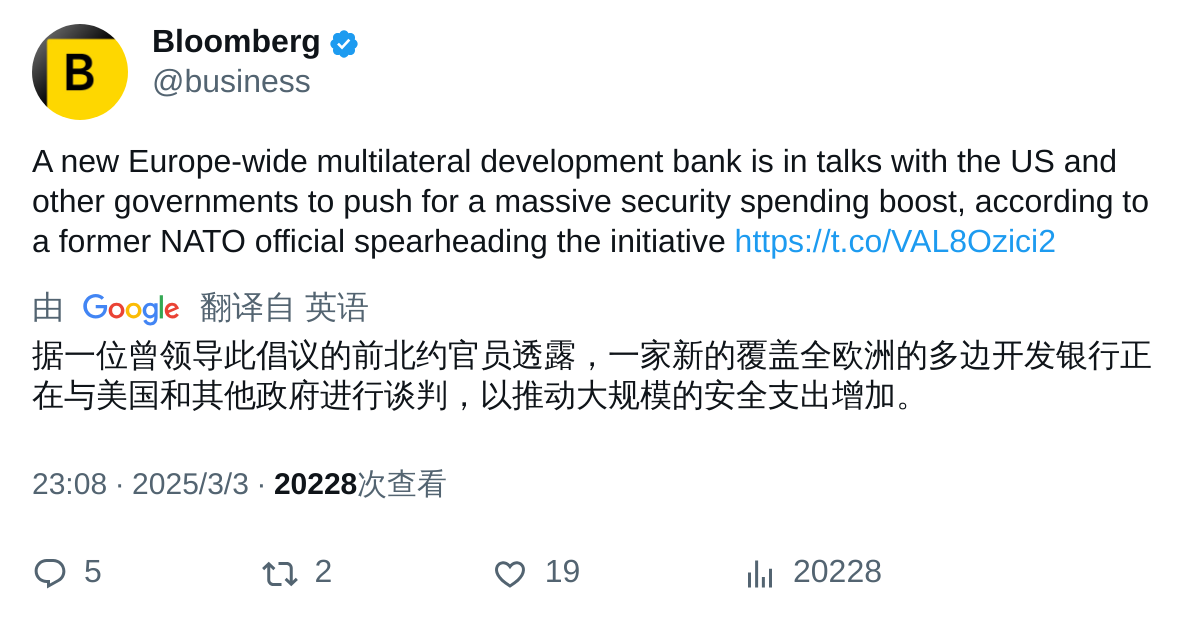 B
Bloomberg
@business
A new Europe-wide multilateral development bank is in talks with the US and
other governments to push for a massive security spending boost, according to
a former NATO official spearheading the initiative https://t.co/VAL8Ozici2
由 Google 翻译自 英语
据一位曾领导此倡议的前北约官员透露，一家新的覆盖全欧洲的多边开发银行正
在与美国和其他政府进行谈判，以推动大规模的安全支出增加。
23:08 · 2025/3/3 · 20228次查看
5 2 19 20228